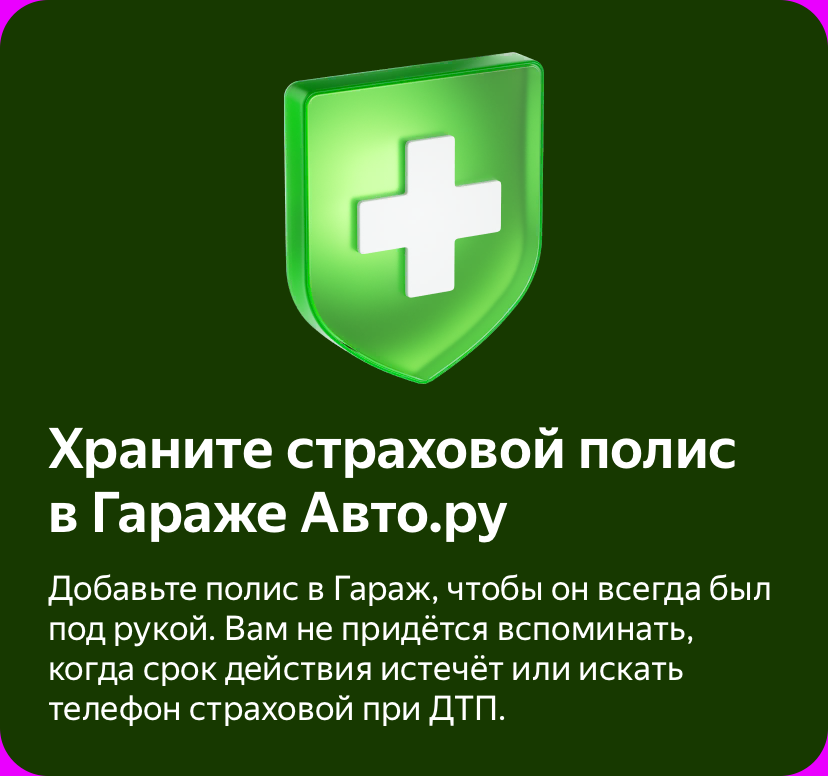 Храните страховой полис
в Гараже Авто.ру
Добавьте полис в Гараж, чтобы он всегда был
под рукой. Вам не придётся вспоминать,
когда срок действия истечёт или искать
телефон страховой при ДТП.